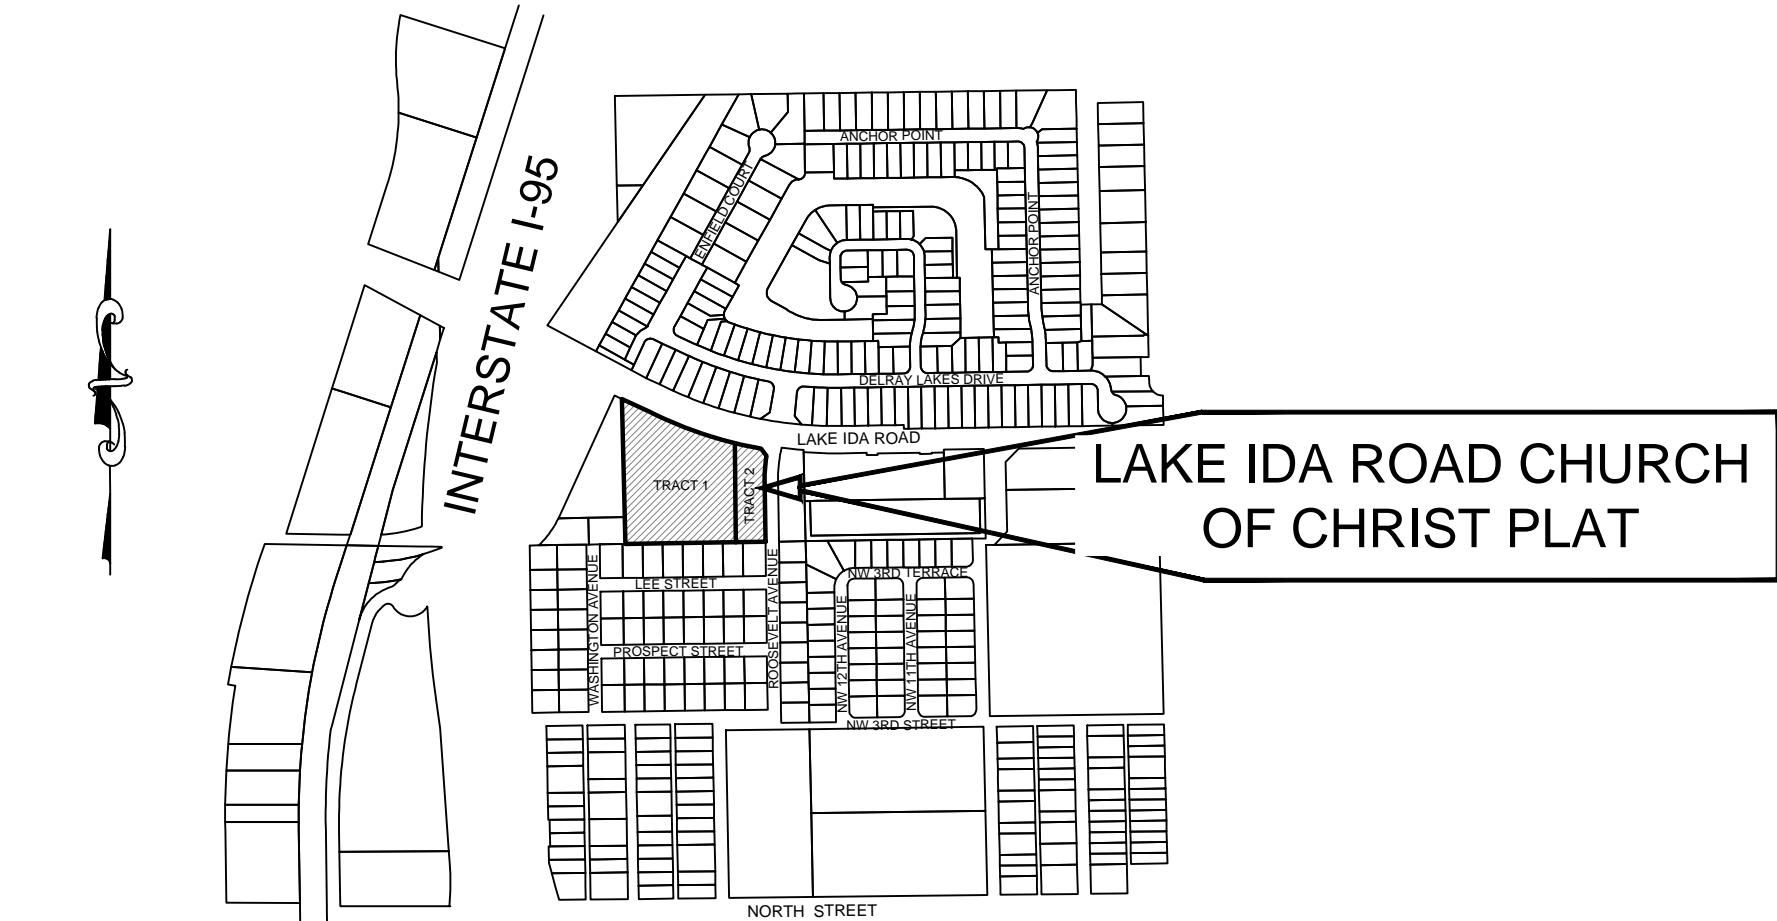 ANCHOR POINT
ENFIELD COURT
ANCHOR POINT
INTERSTATE I-95
DELRAY LAKES DRIVE
LAKE IDA ROAD
LAKE IDA ROAD CHURCH
OF CHRIST PLAT
TRACT 1
TRACT 2
NW 3RD TERRACE
LEE STREET
WASHINGTON AVENUE
ROOSEVELT AVENUE
NW 12TH AVENUE
NW 11TH AVENUE
PROSPECT STREET
NW 3RD STREET
NORTH STREET